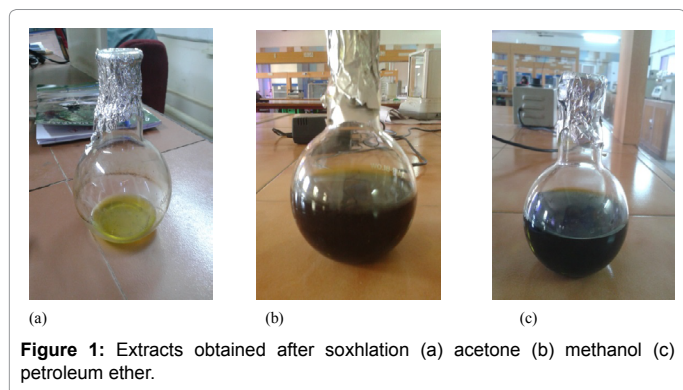 (a) (b) (c)
Figure 1: Extracts obtained after soxhlation (a) acetone (b) methanol (c)
petroleum ether.